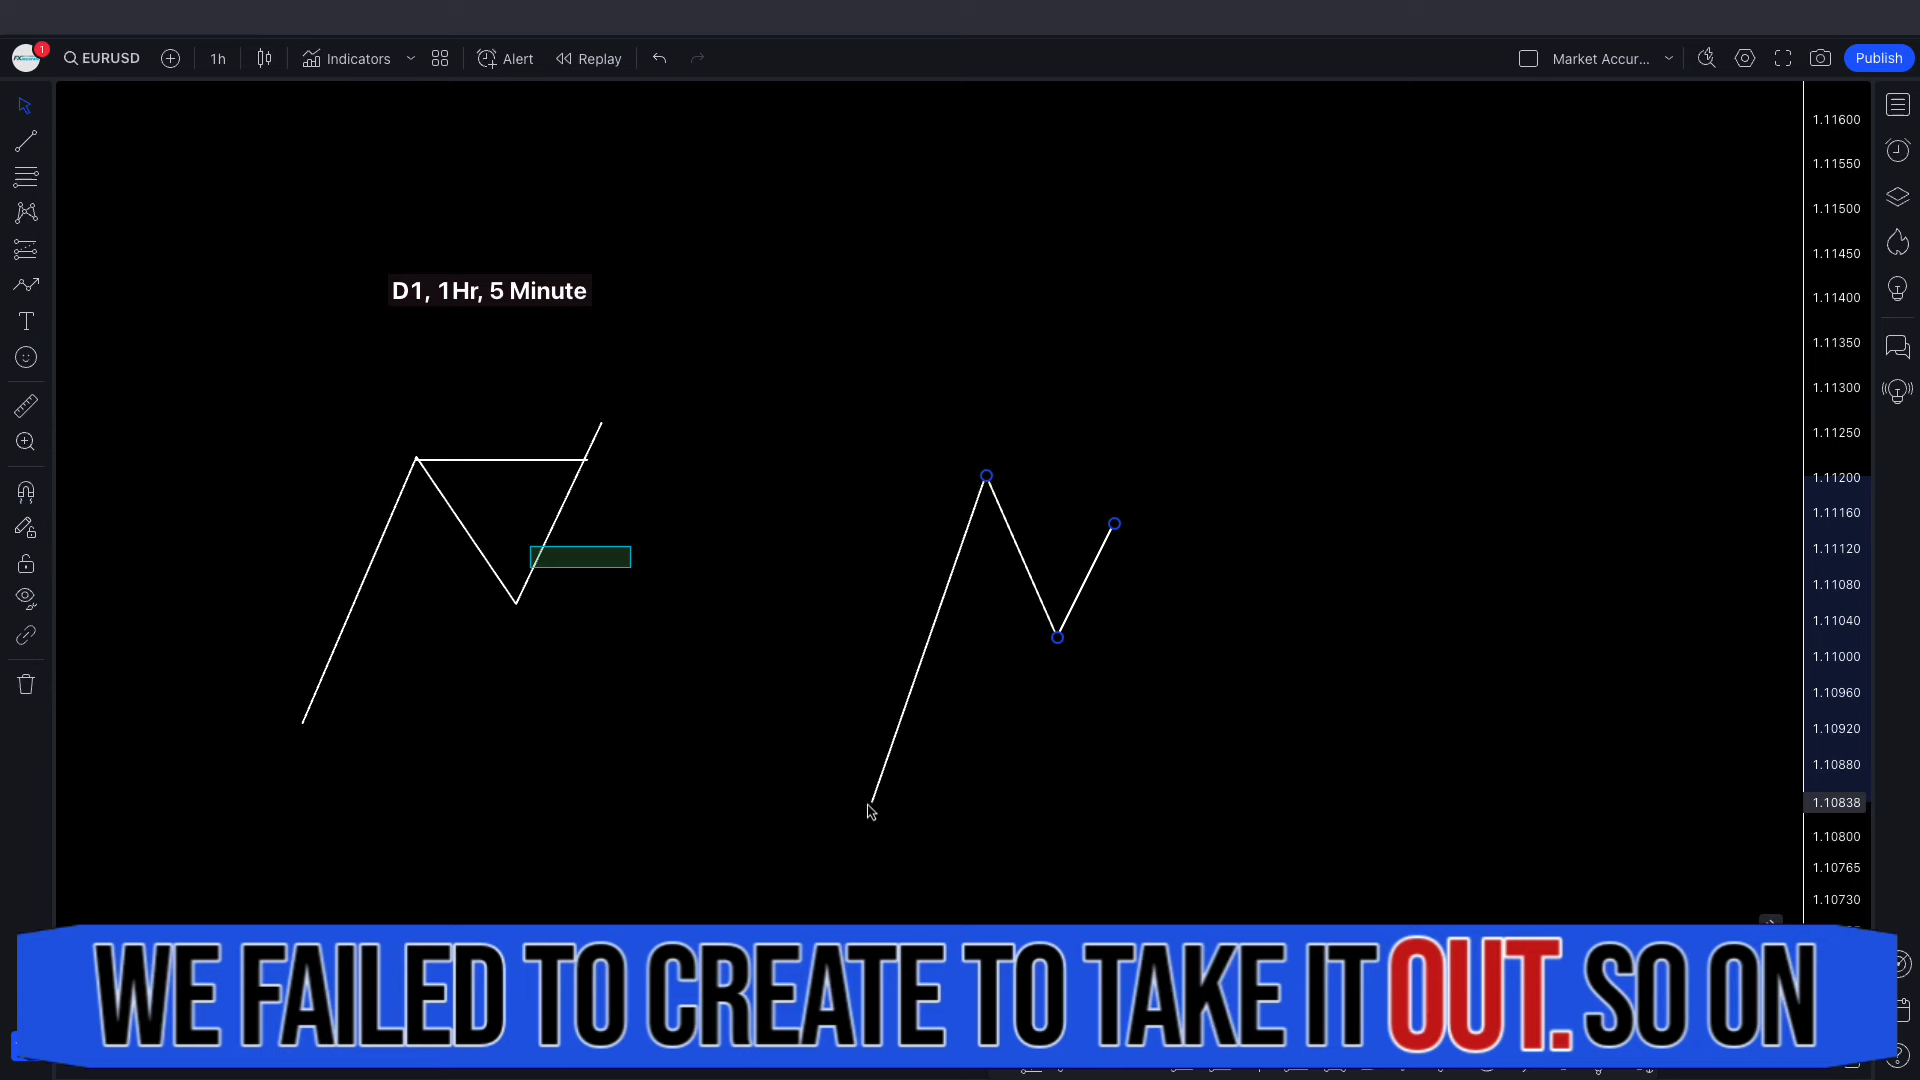 1
EURUSD
1h
Indicators
Alert
Replay
Market Accur...
Publish
D1, 1Hr, 5 Minute
1.11600
1.11550
1.11500
1.11450
1.11400
1.11350
1.11300
1.11250
1.11200
1.11160
1.11120
1.11080
1.11040
1.11000
1.10960
1.10920
1.10880
1.10838
1.10800
1.10765
1.10730
WE FAILED TO CREATE TO TAKE IT OUT. SO ON